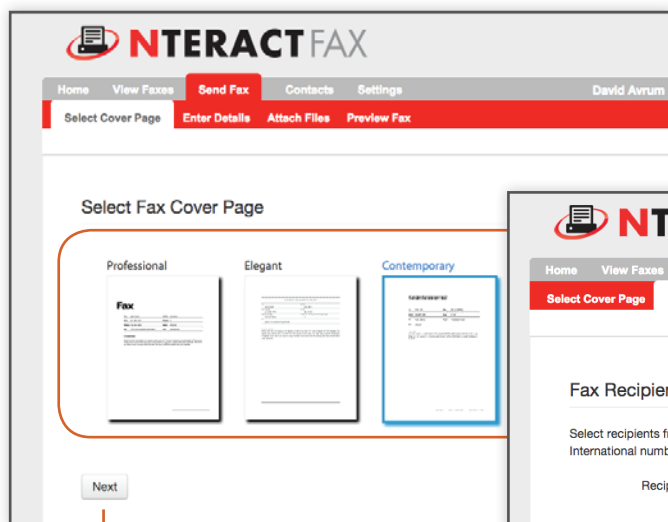 NTERACTFAX
Home View Faxes Send Fax Contacts Settings David Avrum
Select Cover Page Enter Details Attach Files Preview Fax
Select Fax Cover Page
Professional Elegant Contemporary
Fax
Next
NT
Home View Faxes
Select Cover Page
Fax Recipien
Select recipients f
International numb
Recip